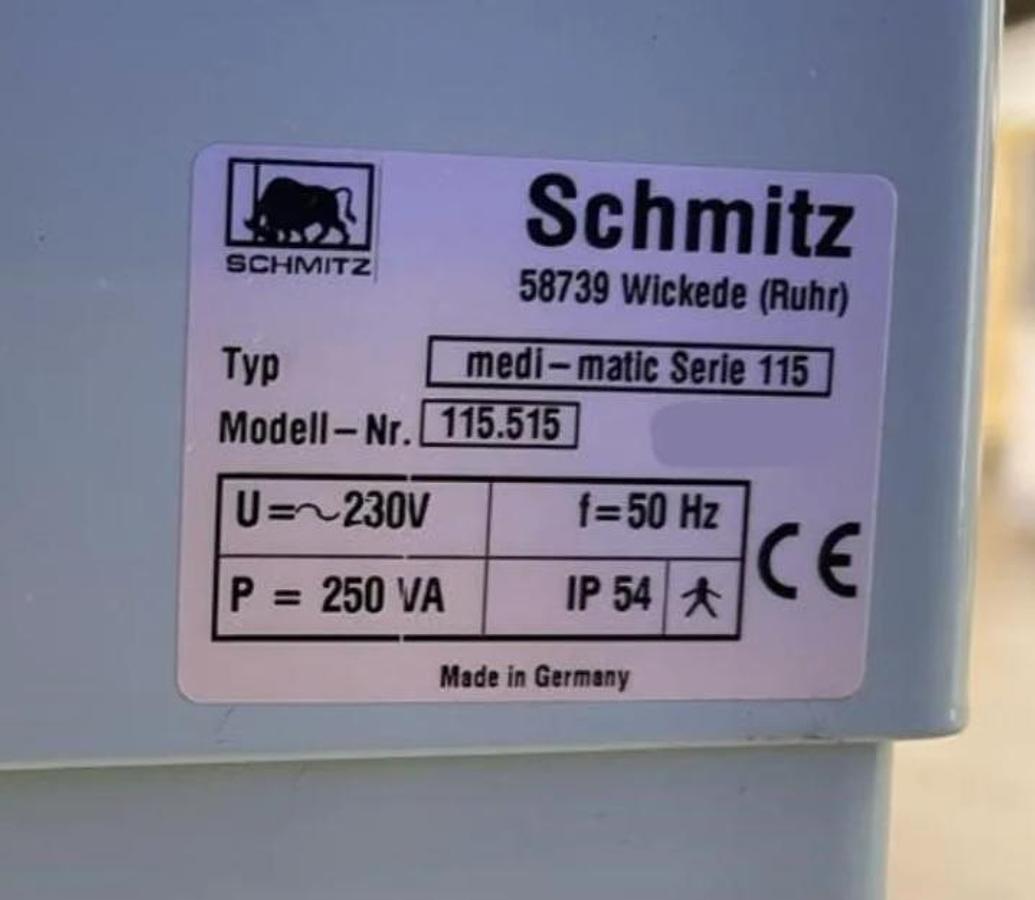 SCHMITZ
Schmitz
58739 Wickede (Ruhr)
Typ medi-matic Serie 115
Modell-Nr. 115.515
U=~230V f=50 Hz
P = 250 VA IP 54
CE
Made in Germany